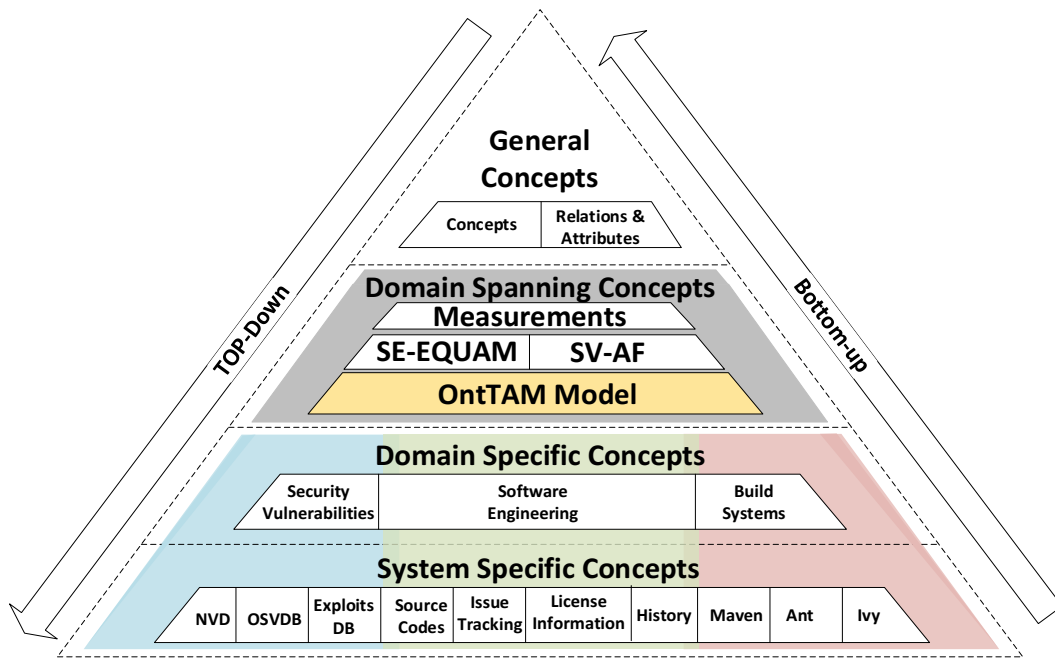 General
Concepts
Concepts
Relations &
Attributes
TOP-Down
Bottom-up
Domain Spanning Concepts
Measurements
SE-EQUAM
SV-AF
OntTAM Model
Domain Specific Concepts
Security
Vulnerabilities
Software
Engineering
Build
Systems
System Specific Concepts
NVD
OSVDB
Exploits
DB
Source
Codes
Issue
Tracking
License
Information
History
Maven
Ant
Ivy